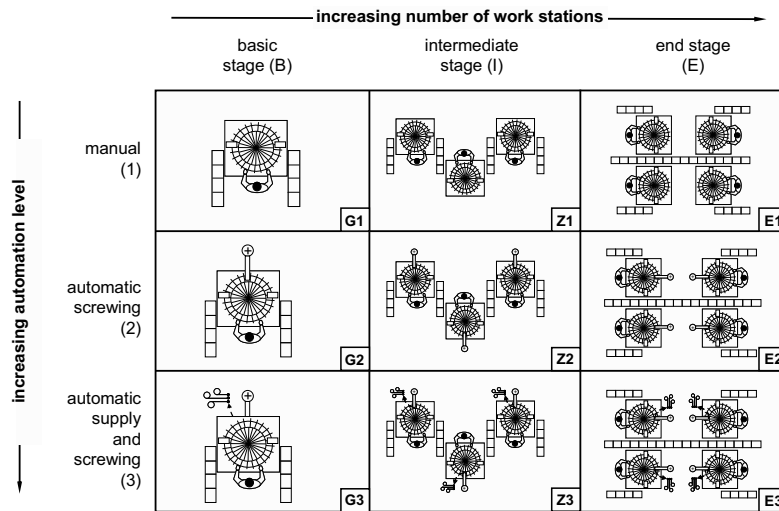 increasing number of work stations
basic
stage (B)
intermediate
stage (I)
end stage
(E)
increasing automation level
manual
(1)
G1
Z1
E1
automatic
screwing
(2)
G2
Z2
E2
automatic
supply
and
screwing
(3)
G3
Z3
E3